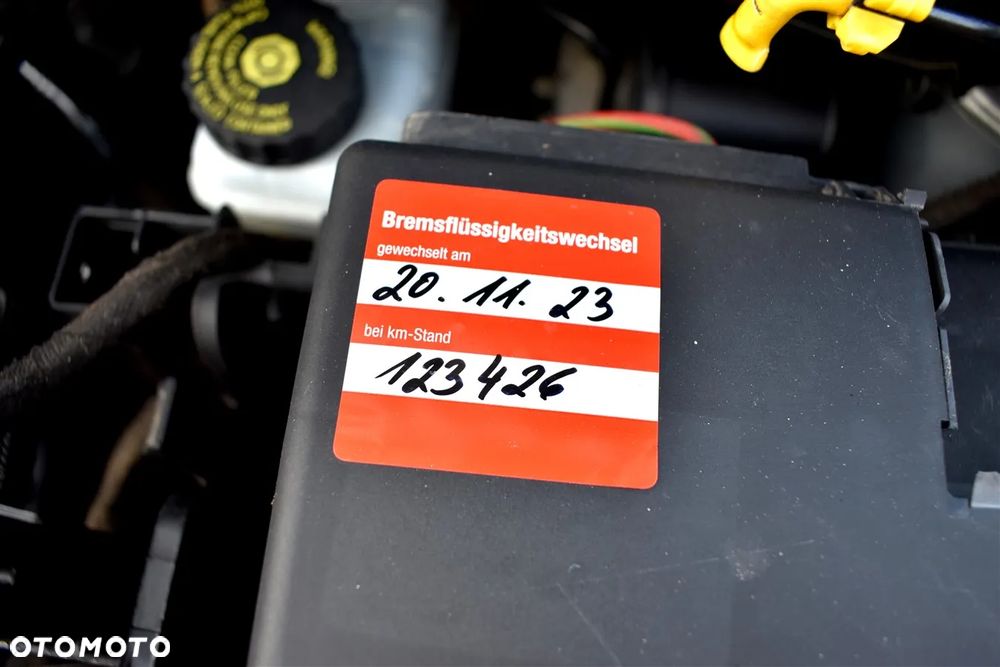 Bremsflüssigkeitswechsel
gewechselt am
20.11.23
bei km-Stand
123426
OTOMOTO